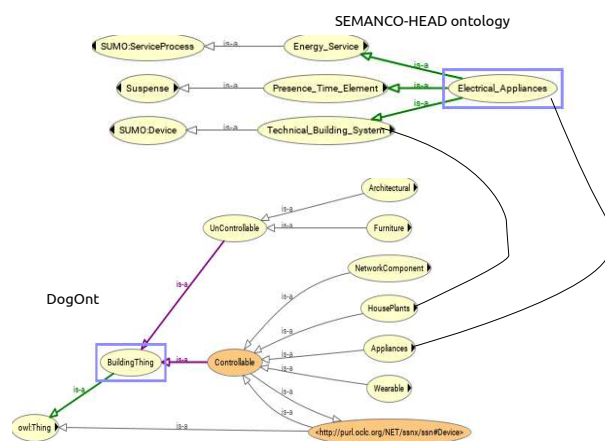 SEMANCO-HEAD ontology
SUMO:ServiceProcess
is-a
Energy_Service
is-a
Suspense
is-a
Presence_Time_Element
is-a
Electrical_Appliances
SUMO:Device
is-a
Technical_Building_System
is-a
Architectural
is-a
UnControllable
is-a
Furniture
is-a
NetworkComponent
is-a
DogOnt
HousePlants
is-a
Appliances
BuildingThing
is-a
Controllable
is-a
is-a
Wearable
is-a
is-a
is-a
owl:Thing
is-a
<http://purl.oclc.org/NET/ssnx/ssn#Device>